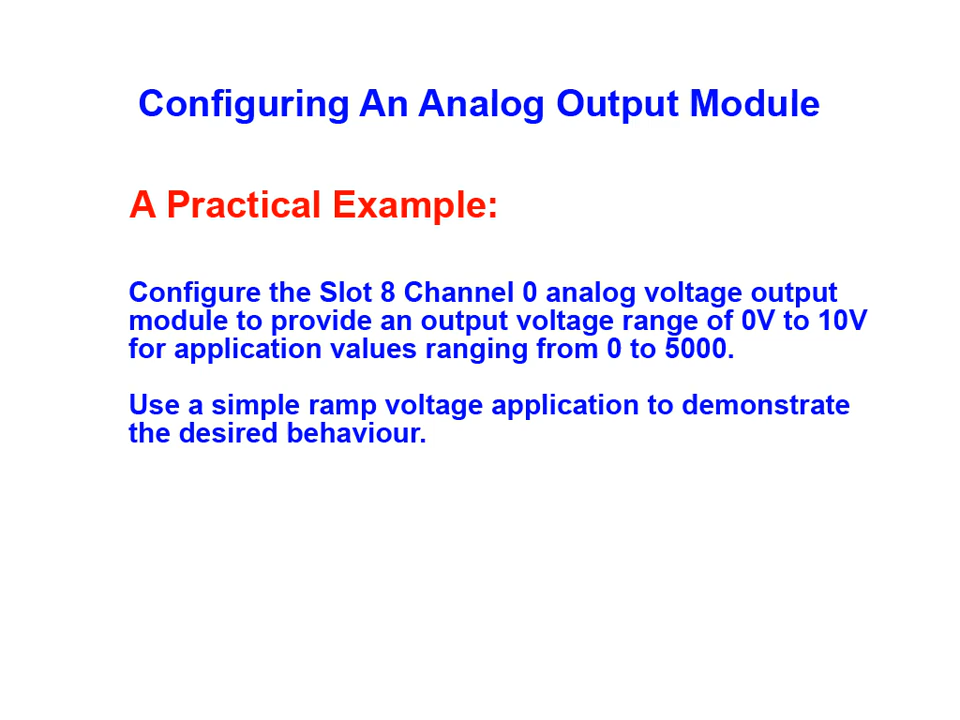 Configuring An Analog Output Module
A Practical Example:
Configure the Slot 8 Channel 0 analog voltage output
module to provide an output voltage range of 0V to 10V
for application values ranging from 0 to 5000.
Use a simple ramp voltage application to demonstrate
the desired behaviour.